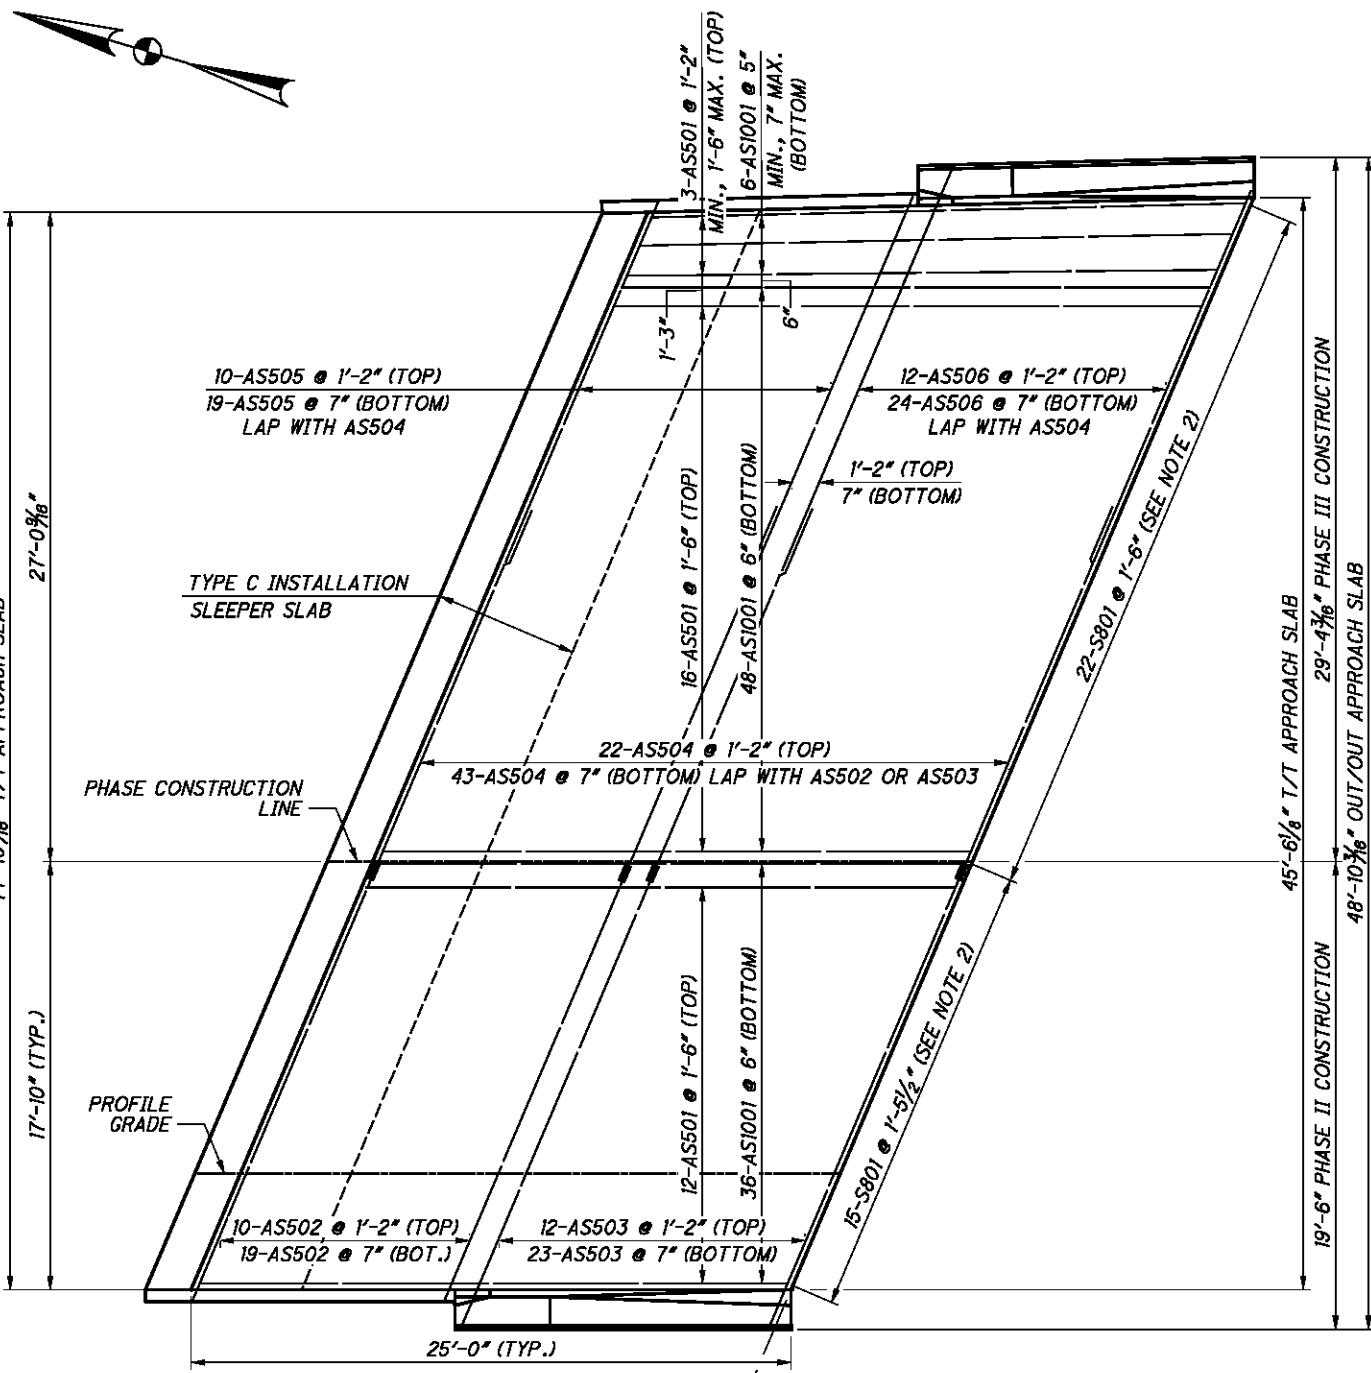 3-AS501 @ 1'-2"
MIN., 1'-6" MAX. (TOP)
6-AS1001 @ 5"
MIN., 7" MAX.
(BOTTOM)
1'-3"
6"
10-AS505 @ 1'-2" (TOP)
19-AS505 @ 7" (BOTTOM)
LAP WITH AS504
12-AS506 @ 1'-2" (TOP)
24-AS506 @ 7" (BOTTOM)
LAP WITH AS504
1'-2" (TOP)
7" (BOTTOM)
27'-0 9/16"
TYPE C INSTALLATION
SLEEPER SLAB
16-AS501 @ 1'-6" (TOP)
48-AS1001 @ 6" (BOTTOM)
22-S801 @ 1'-6" (SEE NOTE 2)
45'-6 1/8" T/T APPROACH SLAB
29'-4 3/16" PHASE III CONSTRUCTION
48'-10 3/16" OUT/OUT APPROACH SLAB
22-AS504 @ 1'-2" (TOP)
43-AS504 @ 7" (BOTTOM) LAP WITH AS502 OR AS503
PHASE CONSTRUCTION
LINE
17'-10" (TYP.)
PROFILE
GRADE
12-AS501 @ 1'-6" (TOP)
36-AS1001 @ 6" (BOTTOM)
15-S801 @ 1'-5 1/2" (SEE NOTE 2)
19'-6" PHASE II CONSTRUCTION
10-AS502 @ 1'-2" (TOP)
19-AS502 @ 7" (BOT.)
12-AS503 @ 1'-2" (TOP)
23-AS503 @ 7" (BOTTOM)
25'-0" (TYP.)